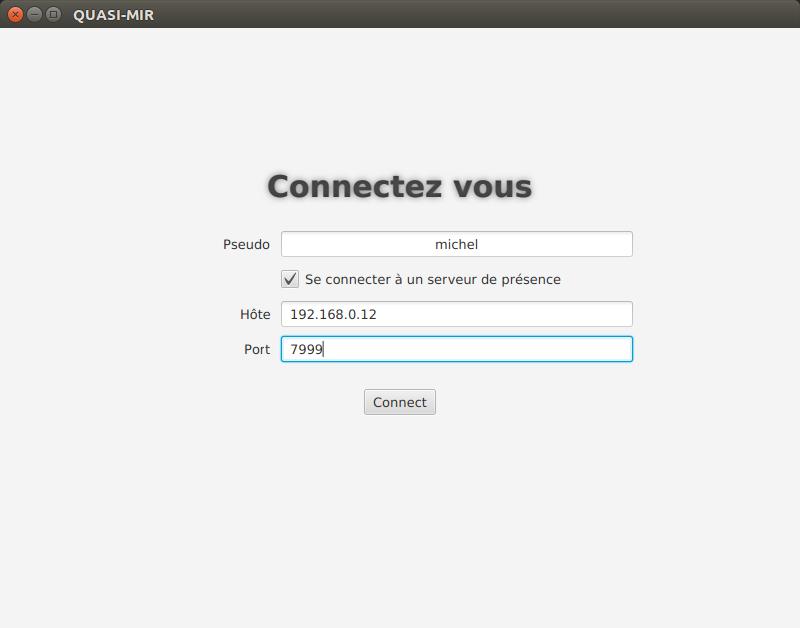 QUASI-MIR
Connectez vous
Pseudo michel
Se connecter à un serveur de présence
Hôte 192.168.0.12
Port 7999
Connect